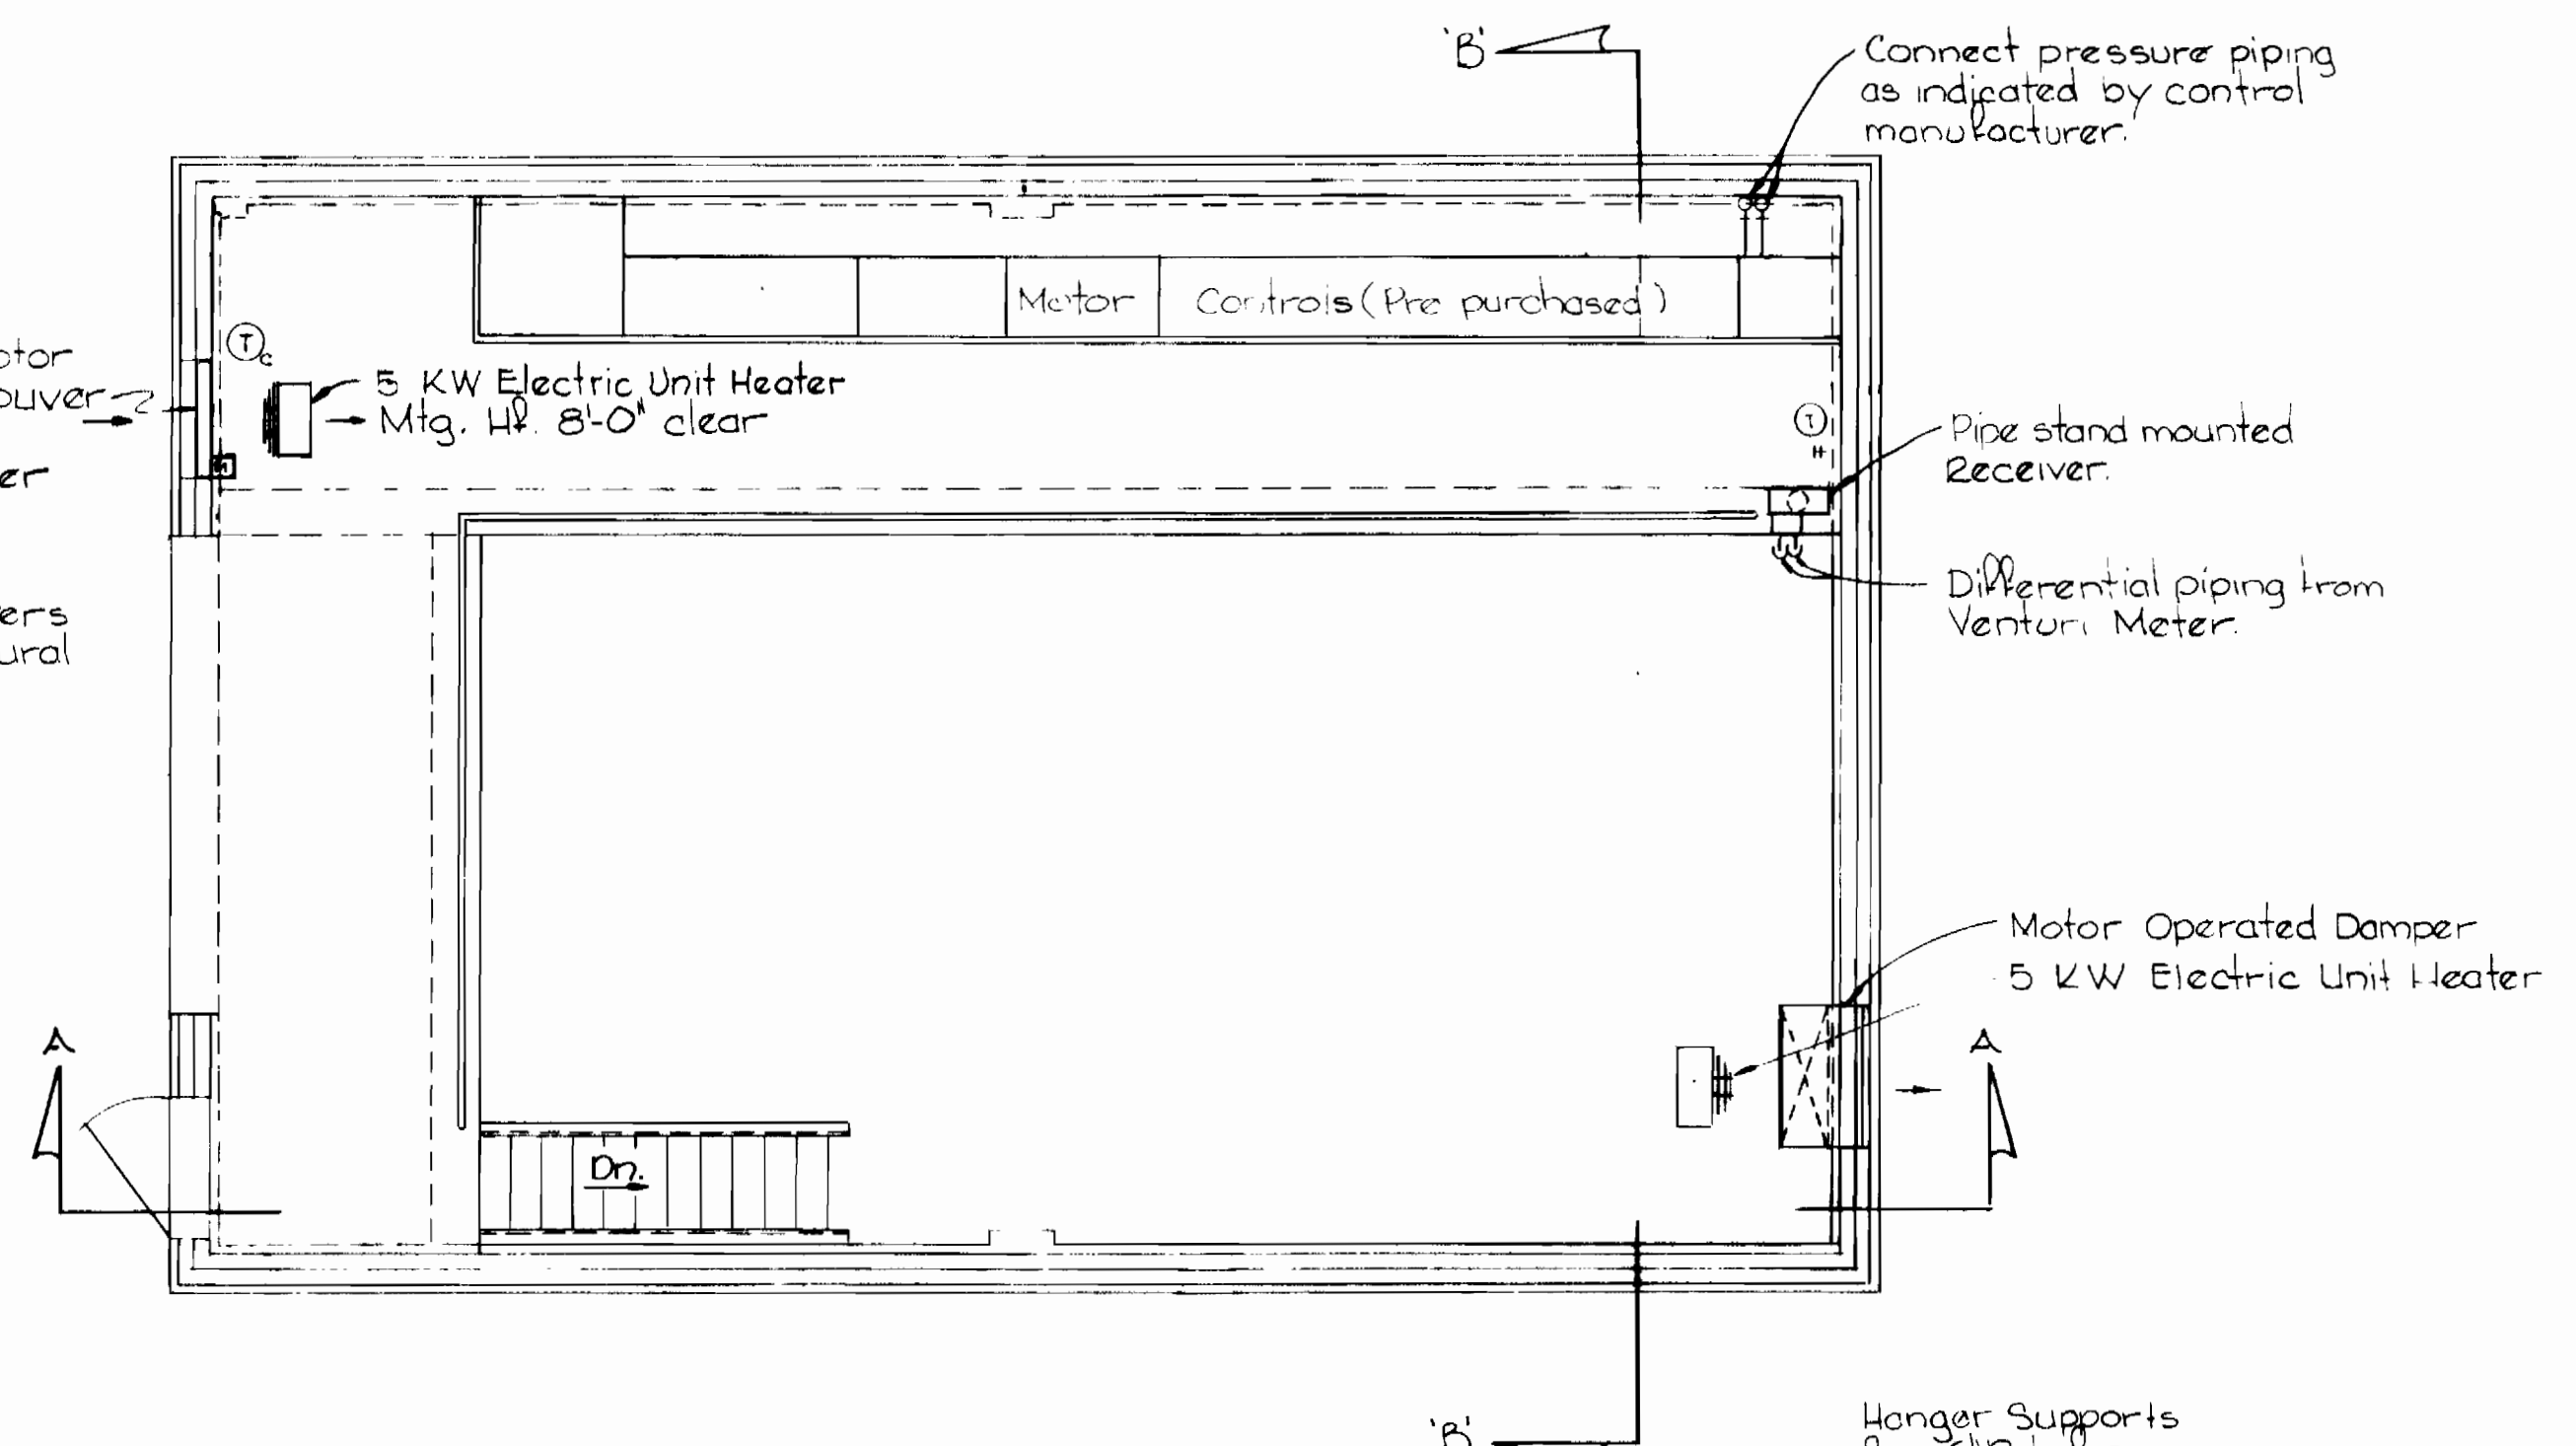 'B'
Connect pressure piping
as indicated by control
manufacturer.
Motor Controls (Pre purchased)
T
C
5 KW Electric Unit Heater
Mtg. Ht. 8'-0" clear
otor
ouver
er
ers
ural
T
H
Pipe stand mounted
Receiver.
Differential piping from
Venturi Meter.
Motor Operated Damper
5 KW Electric Unit Heater
A
A
Dn.
'B'
Hanger Supports